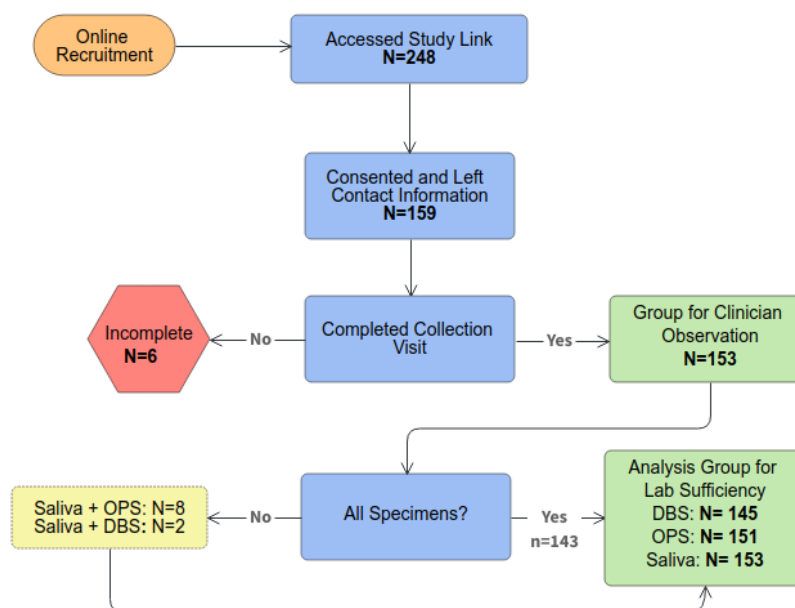 Online
Recruitment
Accessed Study Link
N=248
Consented and Left
Contact Information
N=159
Completed Collection
Visit
No
Incomplete
N=6
Yes
Group for Clinician
Observation
N=153
All Specimens?
No
Saliva + OPS: N=8
Saliva + DBS: N=2
Yes
n=143
Analysis Group for
Lab Sufficiency
DBS: N= 145
OPS: N= 151
Saliva: N= 153